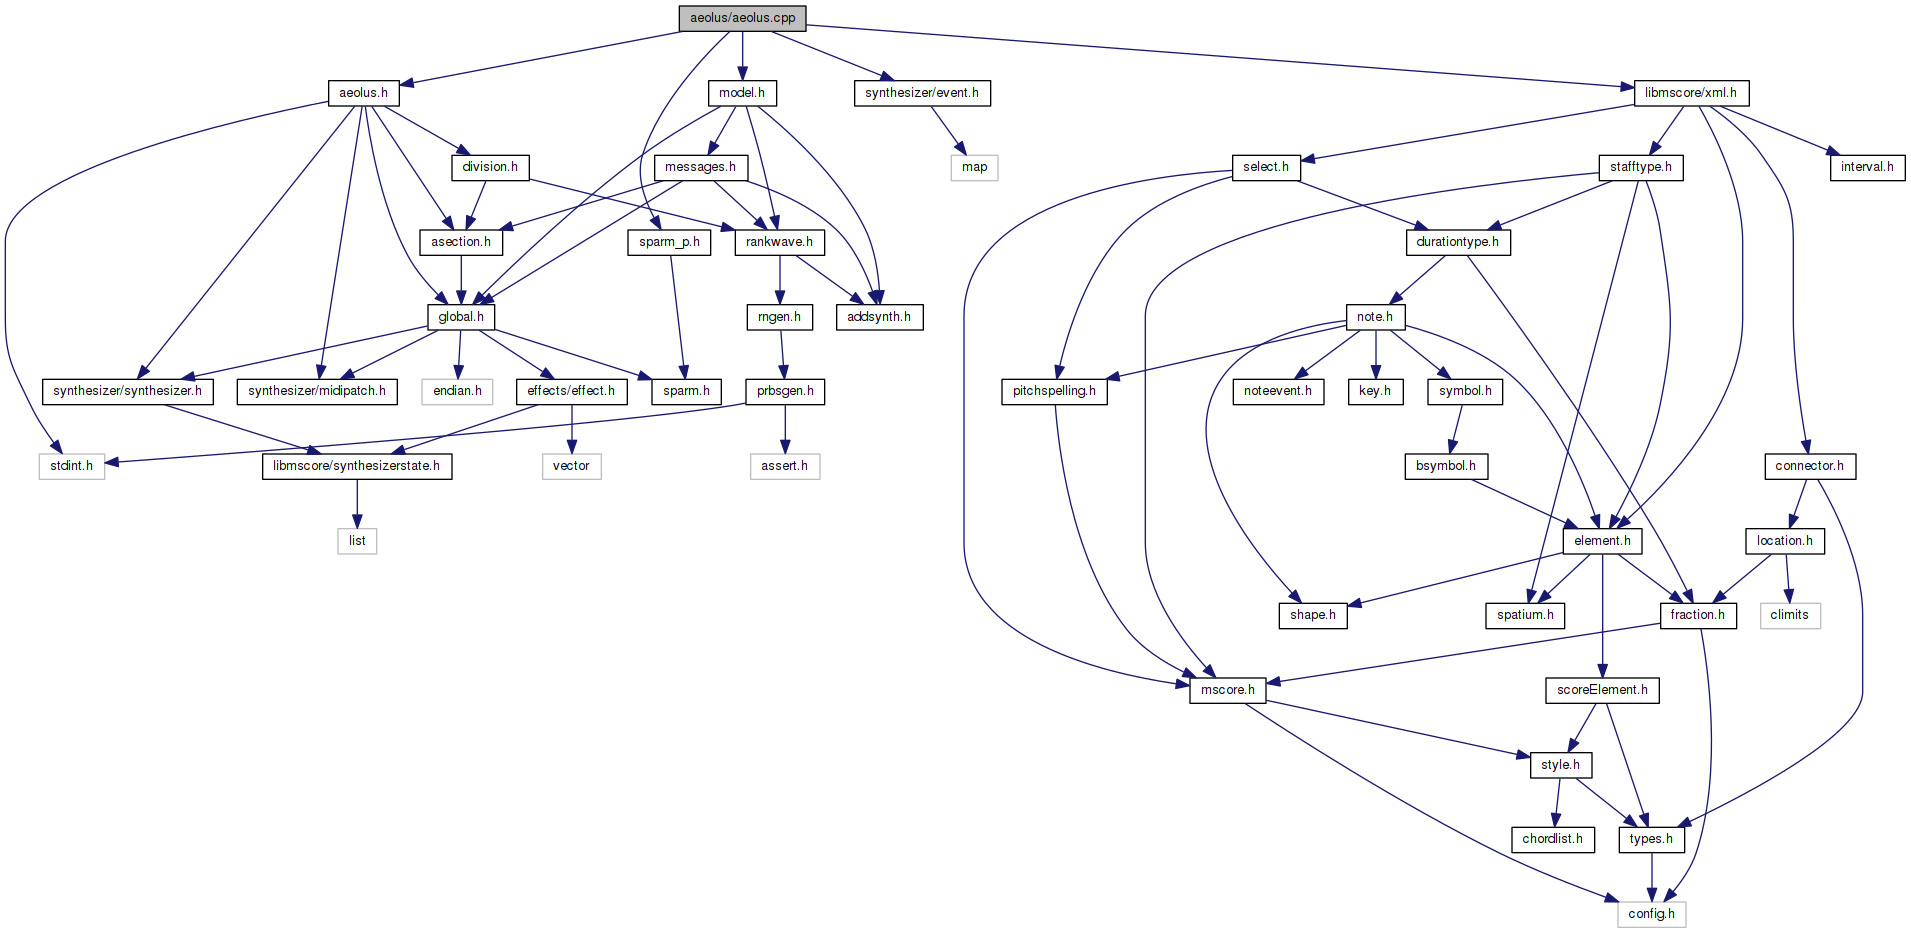 aeolus/aeolus.cpp
aeolus.h
model.h
synthesizer/event.h
libmscore/xml.h
division.h
messages.h
map
select.h
stafftype.h
interval.h
asection.h
sparm_p.h
rankwave.h
durationtype.h
global.h
rngen.h
addsynth.h
note.h
synthesizer/synthesizer.h
synthesizer/midipatch.h
endian.h
effects/effect.h
sparm.h
prbsgen.h
pitchspelling.h
noteevent.h
key.h
symbol.h
stdint.h
libmscore/synthesizerstate.h
vector
assert.h
bsymbol.h
connector.h
list
element.h
location.h
shape.h
spatium.h
fraction.h
climits
mscore.h
scoreElement.h
style.h
chordlist.h
types.h
config.h